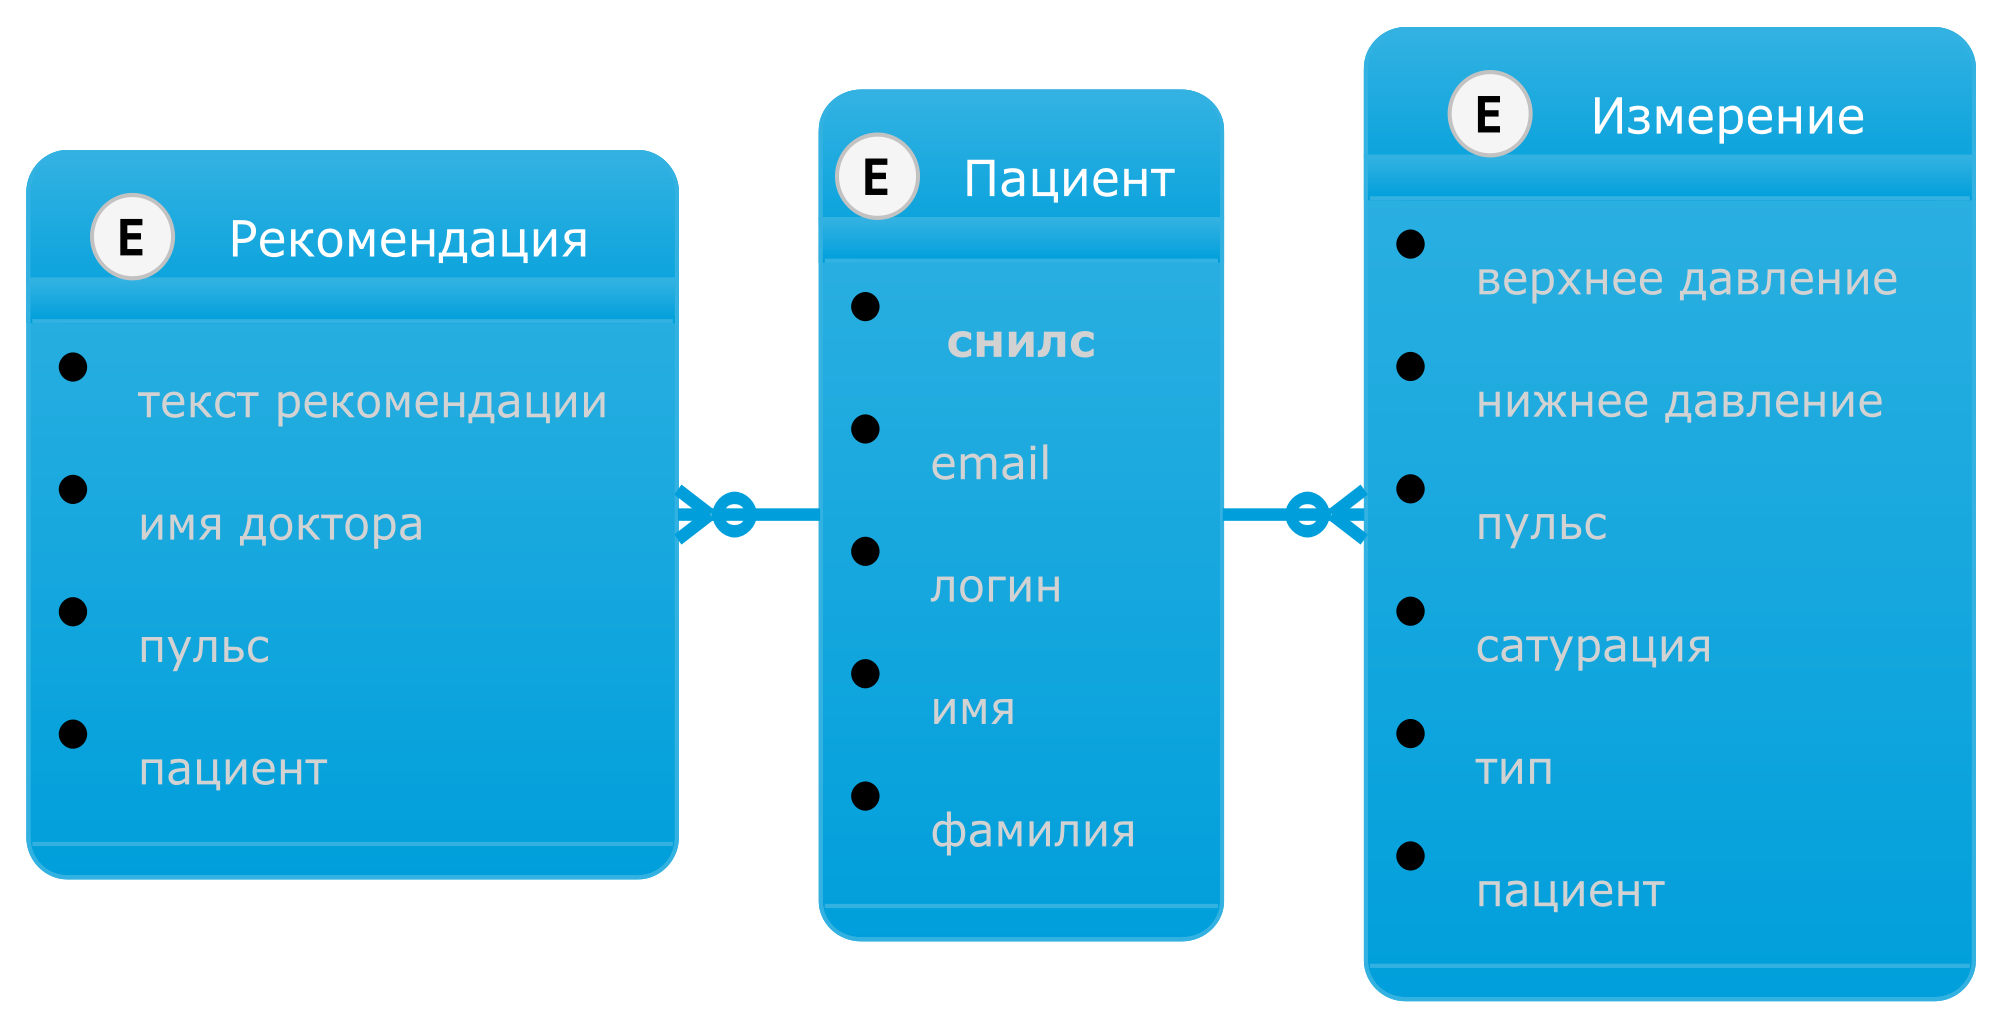 E Рекомендация
текст рекомендации
имя доктора
пульс
пациент
E Пациент
снилс
email
логин
имя
фамилия
E Измерение
верхнее давление
нижнее давление
пульс
сатурация
тип
пациент